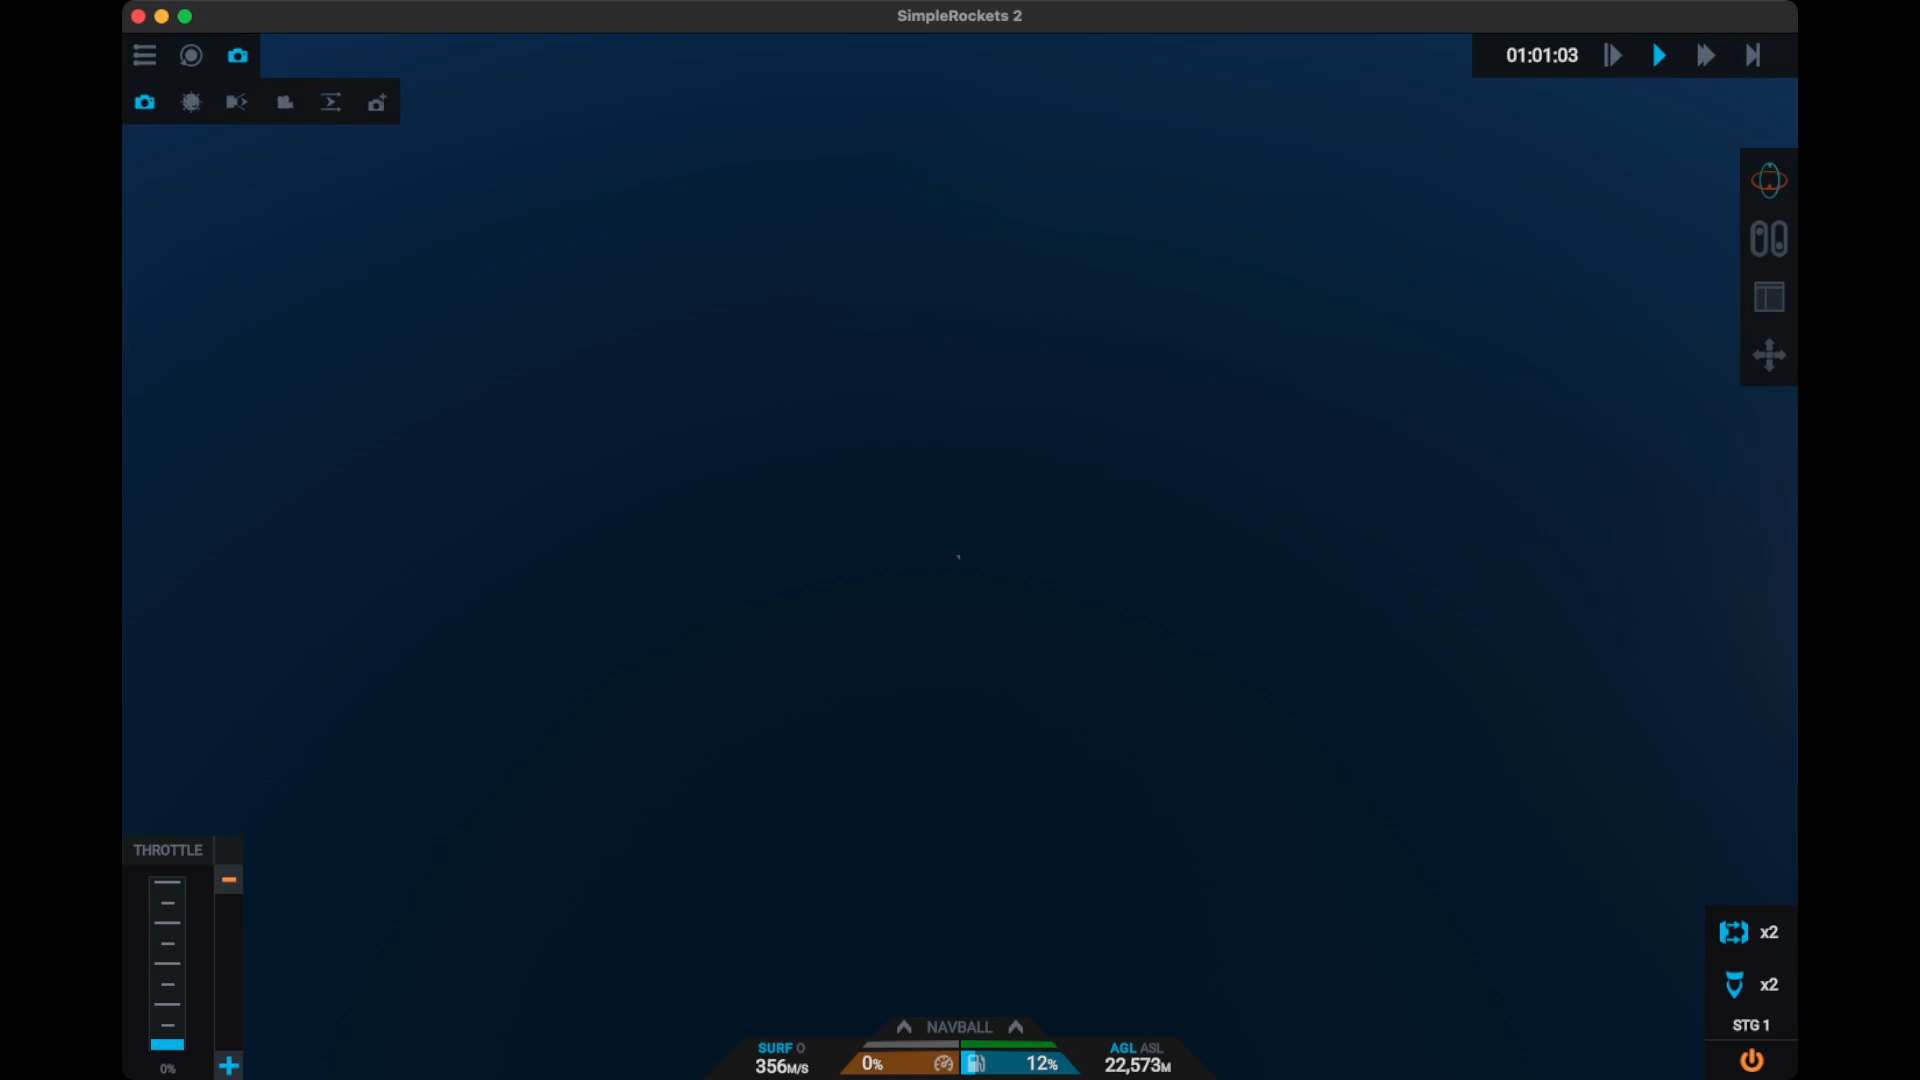 SimpleRockets 2
01:01:03
THROTTLE
0%
NAVBALL
SURF O
356M/S
0%
12%
AGL ASL
22,573M
x2
x2
STG 1